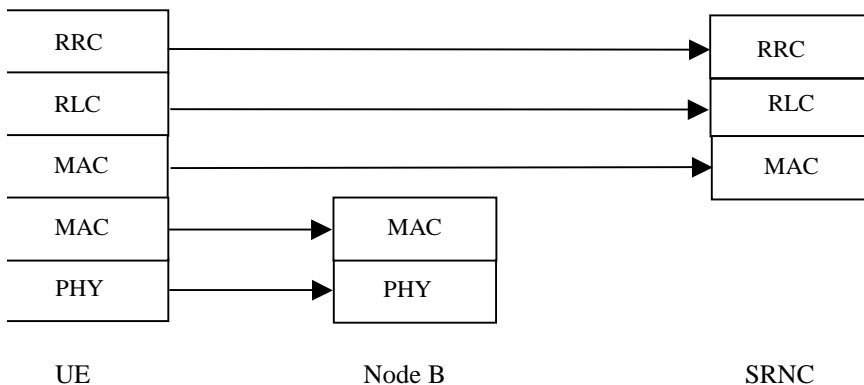 RRC RRC
RLC RLC
MAC MAC
MAC MAC
PHY PHY
UE Node B SRNC